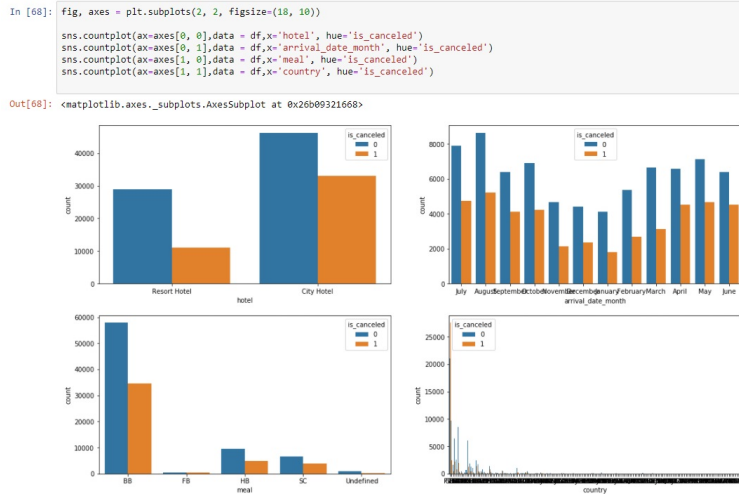 In [68]: fig, axes = plt.subplots(2, 2, figsize=(18, 10))
sns.countplot(ax=axes[0, 0],data = df,x='hotel', hue='is_canceled')
sns.countplot(ax=axes[0, 1],data = df,x='arrival_date_month', hue='is_canceled')
sns.countplot(ax=axes[1, 0],data = df,x='meal', hue='is_canceled')
sns.countplot(ax=axes[1, 1],data = df,x='country', hue='is_canceled')
Out[68]: <matplotlib.axes._subplots.AxesSubplot at 0x26b09321668>
is_canceled
0
1
40000
30000
20000
10000
0
count
Resort Hotel City Hotel
hotel
is_canceled
0
1
8000
6000
4000
2000
0
count
July August September October November December January February March April May June
arrival_date_month
is_canceled
0
1
60000
50000
40000
30000
20000
10000
0
count
BB FB HB SC Undefined
meal
is_canceled
0
1
25000
20000
15000
10000
5000
0
count
country